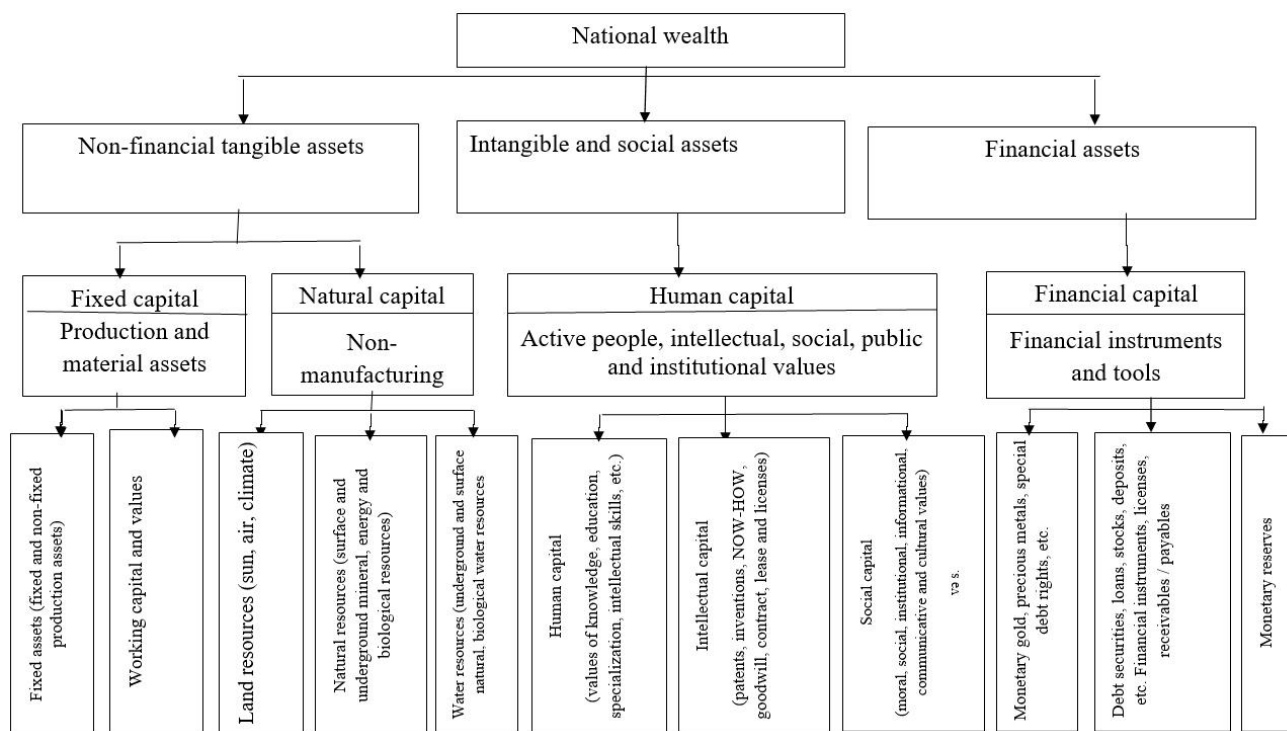 National wealth
Non-financial tangible assets
Intangible and social assets
Financial assets
Fixed capital
Production and
material assets
Natural capital
Non-
manufacturing
Human capital
Active people, intellectual, social, public
and institutional values
Financial capital
Financial instruments
and tools
Fixed assets (fixed and non-fixed
production assets)
Working capital and values
Land resources (sun, air, climate)
Natural resources (surface and
underground mineral, energy and
biological resources)
Water resources (underground and surface
natural, biological water resources
Human capital
(values of knowledge, education,
specialization, intellectual skills, etc.)
Intellectual capital
(patents, inventions, NOW-HOW,
goodwill, contract, lease and licenses)
Social capital
(moral, social, institutional, informational.
communicative and cultural values)
və s.
Monetary gold, precious metals, special
debt rights, etc.
Debt securities, loans, stocks, deposits,
etc. Financial instruments, licenses,
receivables / payables
Monetary reserves